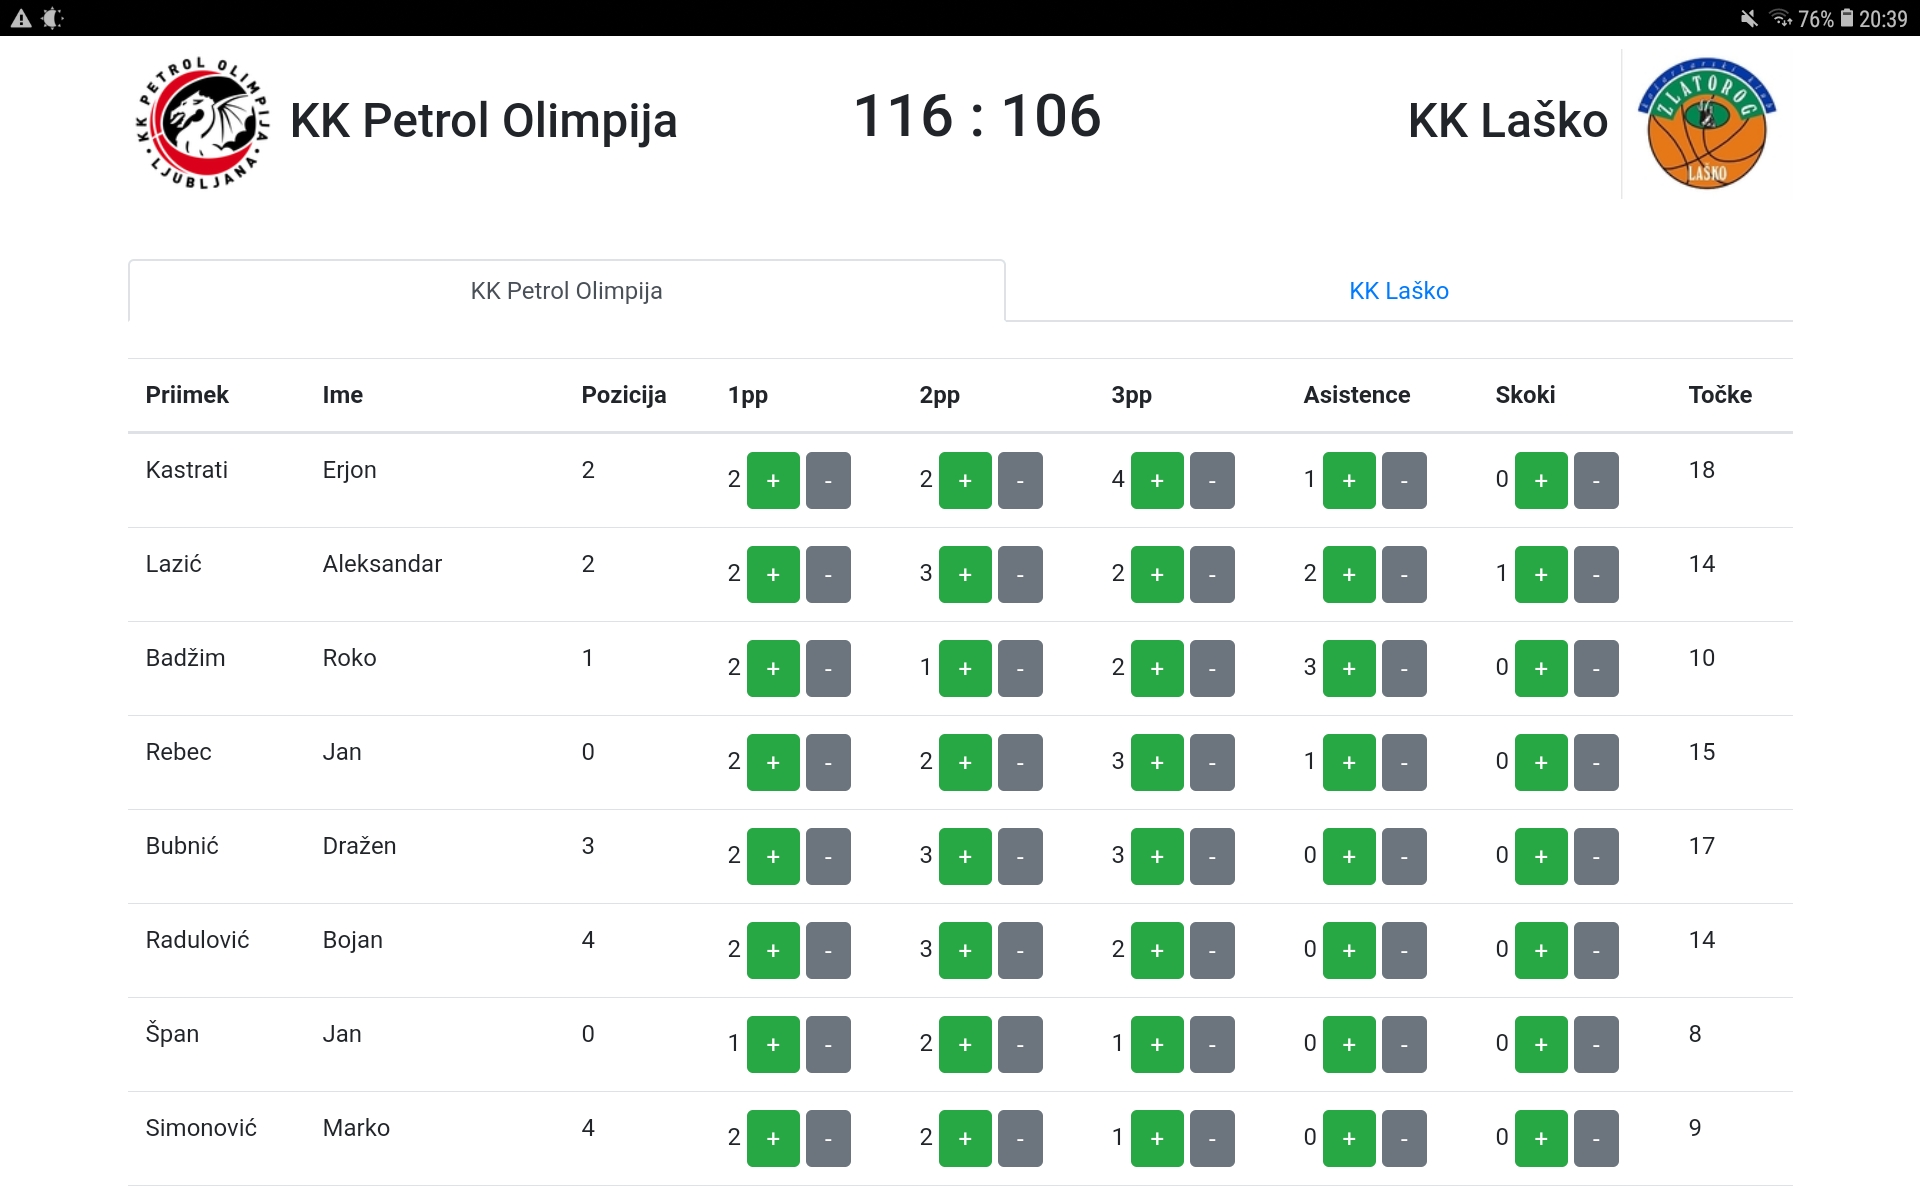 76% 20:39
KK PETROL OLIMPIJA
• LJUBLJANA •
KK Petrol Olimpija
116 : 106
KK Laško
ZLATOROG
LAŠKO
KK Petrol Olimpija KK Laško
Priimek Ime Pozicija 1pp 2pp 3pp Asistence Skoki Točke
Kastrati Erjon 2 2 + - 2 + - 4 + - 1 + - 0 + - 18
Lazić Aleksandar 2 2 + - 3 + - 2 + - 2 + - 1 + - 14
Badžim Roko 1 2 + - 1 + - 2 + - 3 + - 0 + - 10
Rebec Jan 0 2 + - 2 + - 3 + - 1 + - 0 + - 15
Bubnić Dražen 3 2 + - 3 + - 3 + - 0 + - 0 + - 17
Radulović Bojan 4 2 + - 3 + - 2 + - 0 + - 0 + - 14
Špan Jan 0 1 + - 2 + - 1 + - 0 + - 0 + - 8
Simonović Marko 4 2 + - 2 + - 1 + - 0 + - 0 + - 9